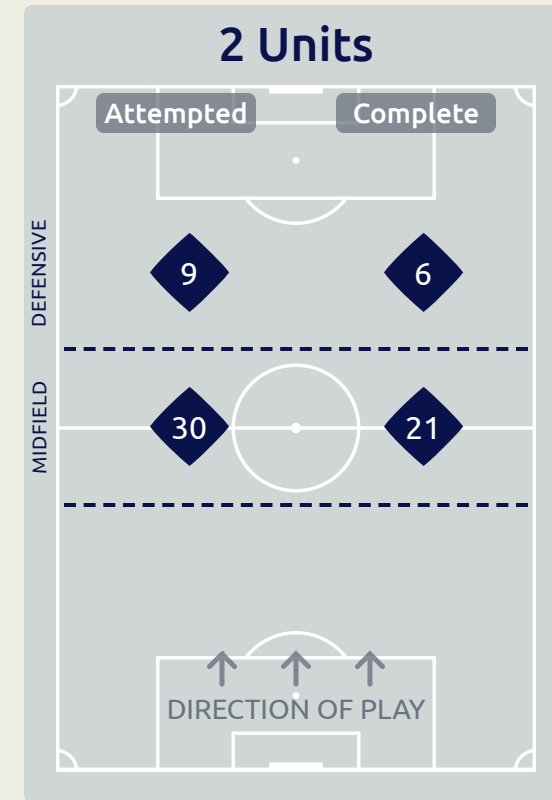 2 Units
Attempted
Complete
DEFENSIVE
9
6
MIDFIELD
30
21
DIRECTION OF PLAY